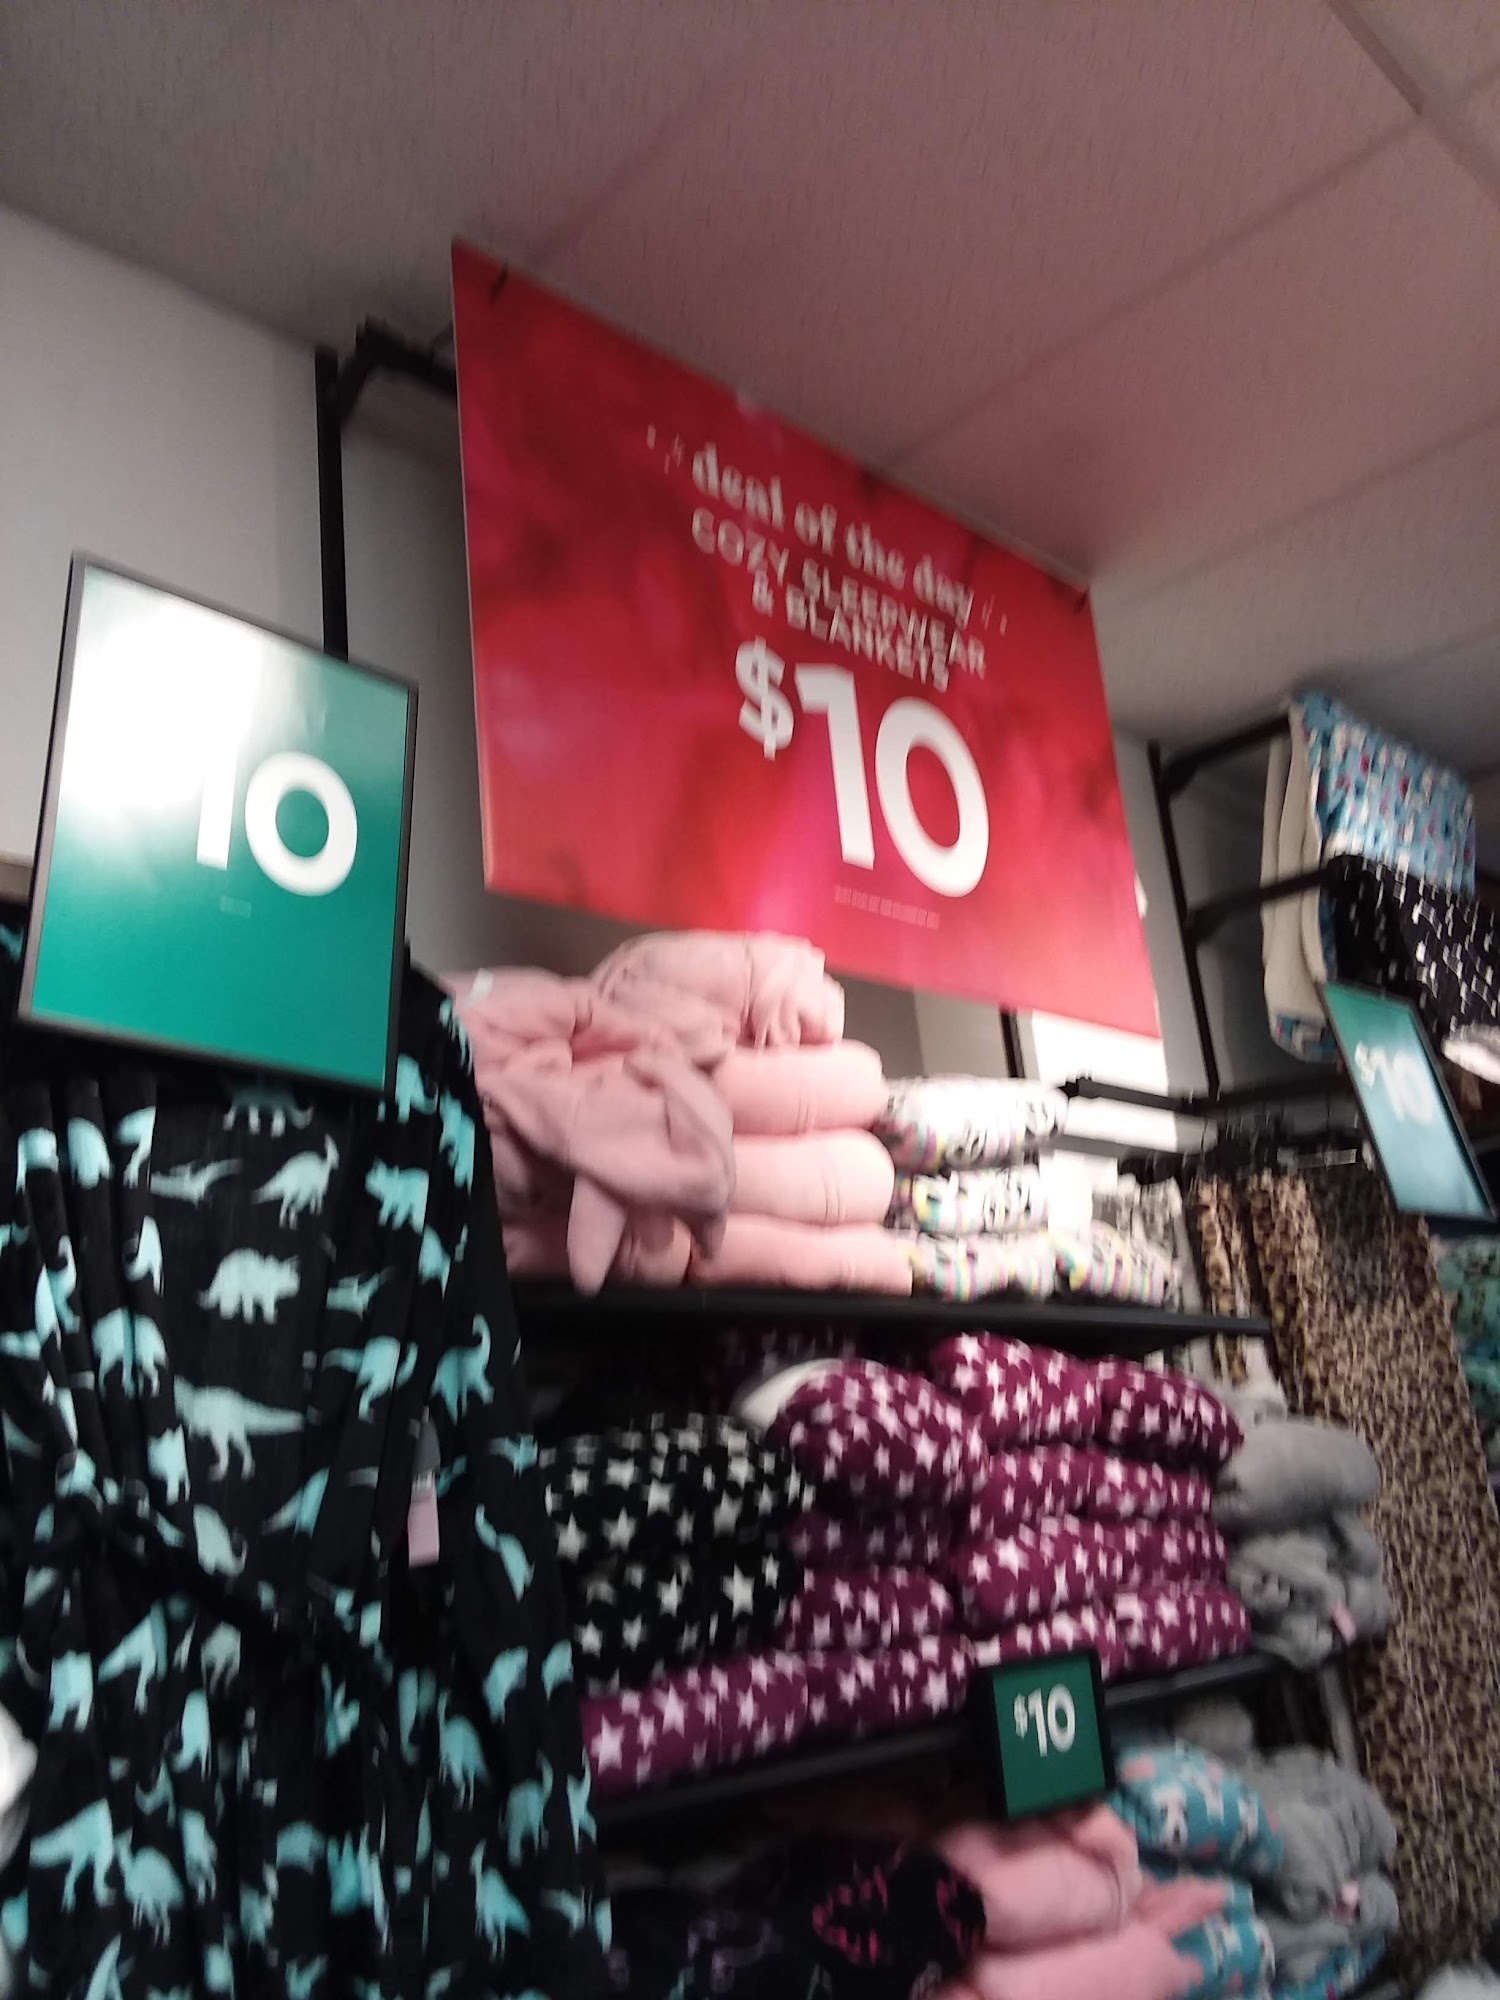 deal of the day
COZY SLEEPWEAR
& BLANKETS
$10
10
$10
$10